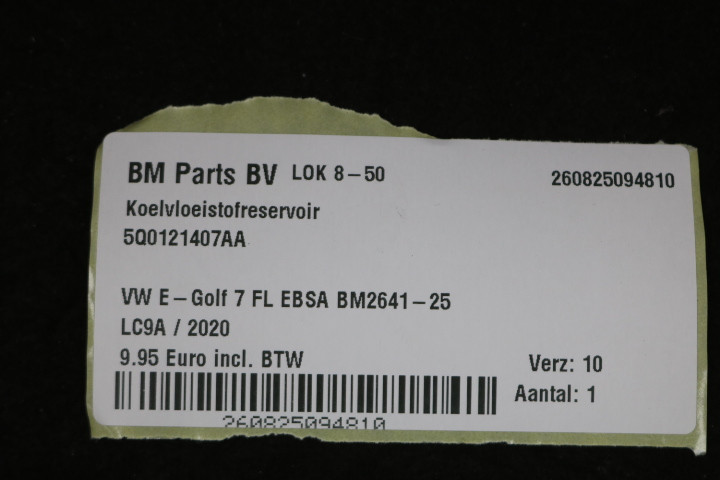 BM Parts BV LOK 8-50 260825094810
Koelvloeistofreservoir
5Q0121407AA
VW E-Golf 7 FL EBSA BM2641-25
LC9A / 2020
9.95 Euro incl. BTW Verz: 10
Aantal: 1
260825094810